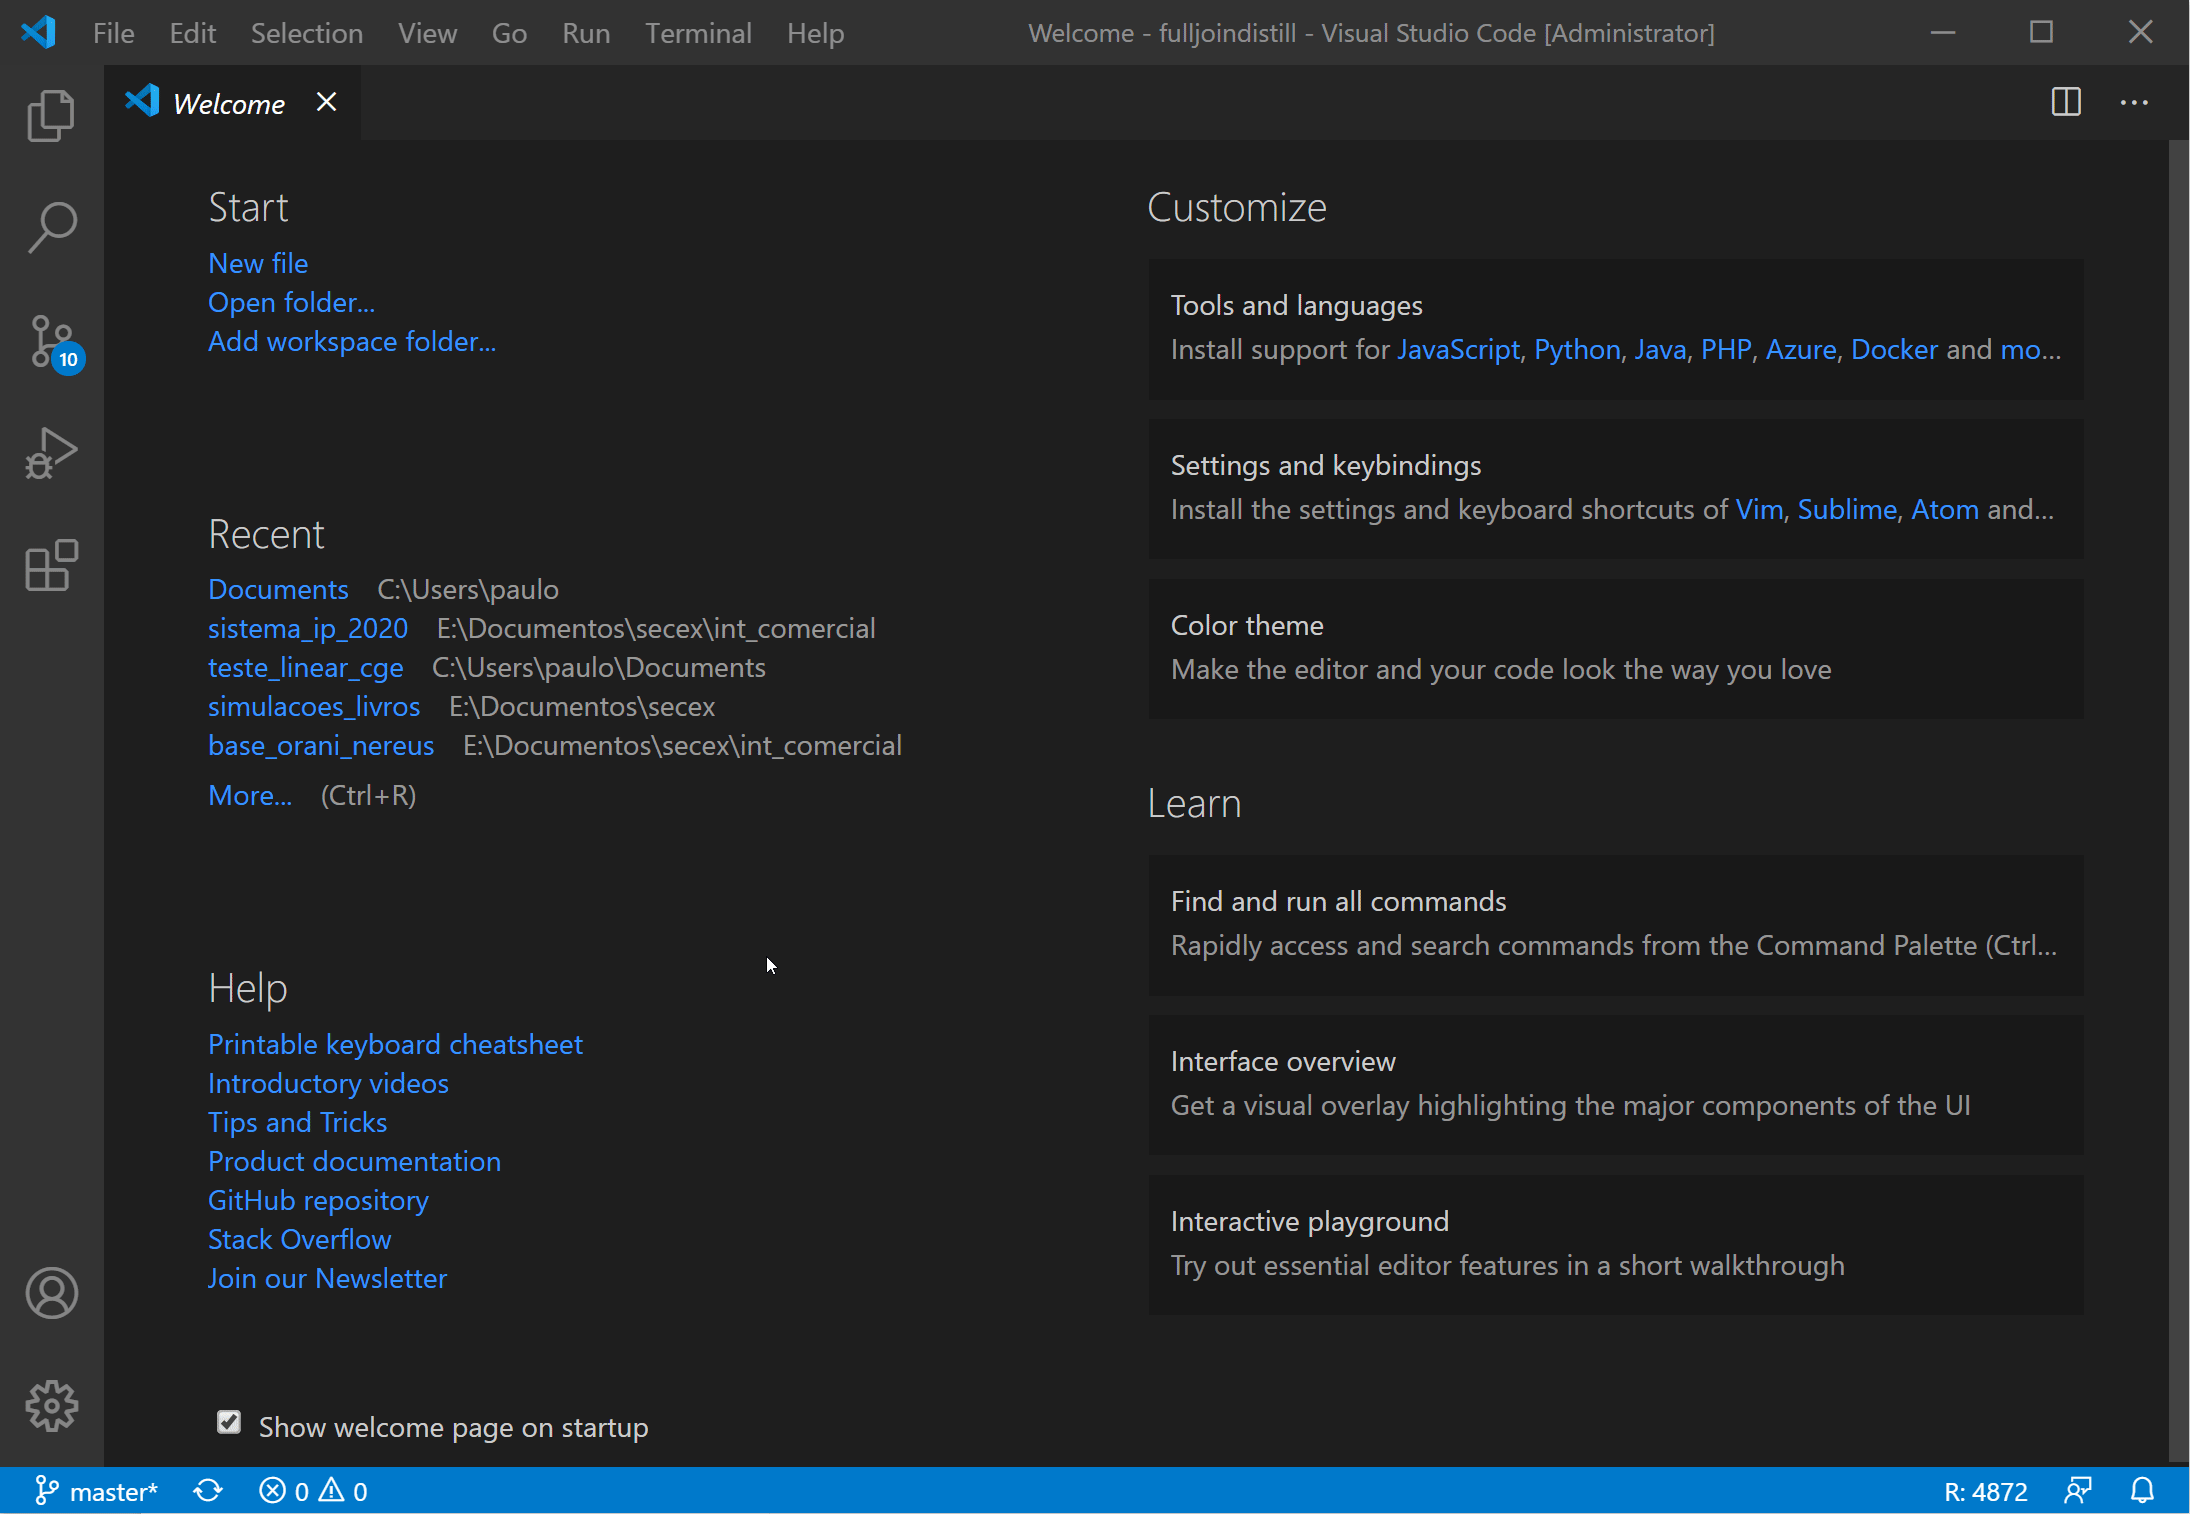 File Edit Selection View Go Run Terminal Help Welcome - fulljoindistill - Visual Studio Code [Administrator]
Welcome
Start
New file
Open folder...
Add workspace folder...
10
Recent
Documents C:\Users\paulo
sistema_ip_2020 E:\Documentos\secex\int_comercial
teste_linear_cge C:\Users\paulo\Documents
simulacoes_livros E:\Documentos\secex
base_orani_nereus E:\Documentos\secex\int_comercial
More... (Ctrl+R)
Help
Printable keyboard cheatsheet
Introductory videos
Tips and Tricks
Product documentation
GitHub repository
Stack Overflow
Join our Newsletter
Show welcome page on startup
Customize
Tools and languages
Install support for JavaScript, Python, Java, PHP, Azure, Docker and mo...
Settings and keybindings
Install the settings and keyboard shortcuts of Vim, Sublime, Atom and...
Color theme
Make the editor and your code look the way you love
Learn
Find and run all commands
Rapidly access and search commands from the Command Palette (Ctrl...
Interface overview
Get a visual overlay highlighting the major components of the UI
Interactive playground
Try out essential editor features in a short walkthrough
master* 0 0 R: 4872